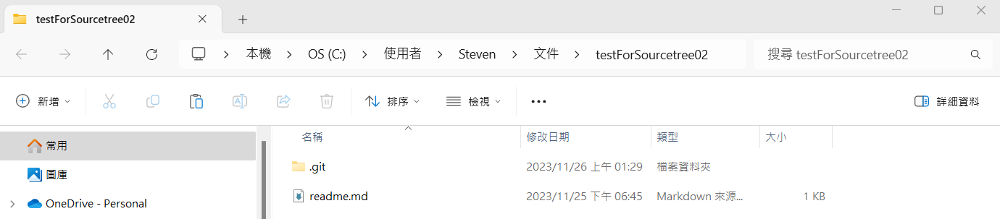 testForSourcetree02
本機 OS (C:) 使用者 Steven 文件 testForSourcetree02 搜尋 testForSourcetree02
新增 排序 檢視 詳細資料
名稱 修改日期 類型 大小
常用
.git 2023/11/26 上午 01:29 檔案資料夾
圖庫
readme.md 2023/11/25 下午 06:45 Markdown 來源... 1 KB
OneDrive - Personal